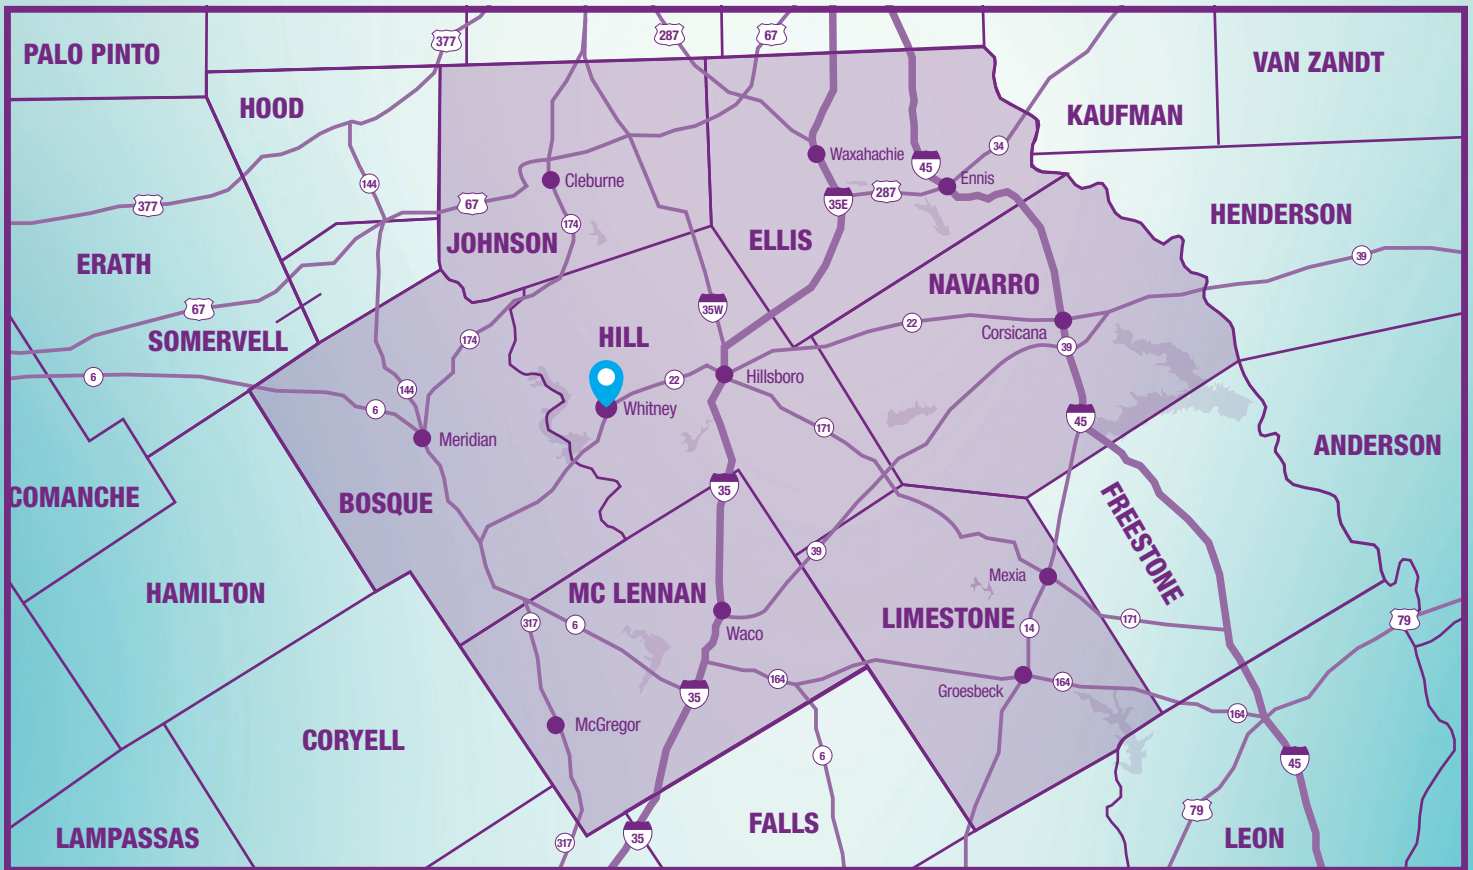 377
287
67
PALO PINTO
VAN ZANDT
HOOD
KAUFMAN
34
Waxahachie
45
Ennis
Cleburne
144
35E
287
377
67
174
HENDERSON
JOHNSON
ELLIS
39
ERATH
NAVARRO
67
35W
22
Corsicana
SOMERVELL
174
HILL
39
6
22
Hillsboro
144
6
Whitney
45
171
Meridian
ANDERSON
COMANCHE
BOSQUE
35
FREESTONE
39
Mexia
HAMILTON
MC LENNAN
317
6
LIMESTONE
14
171
79
Waco
164
Groesbeck
164
35
164
McGregor
CORYELL
6
45
79
LAMPASSAS
FALLS
35
LEON
317